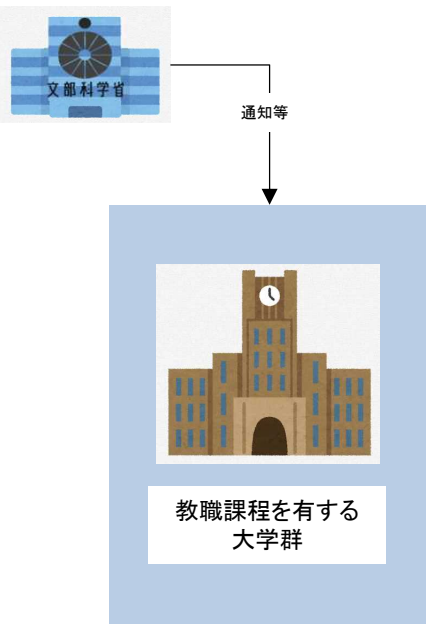 文部科学省
通知等
教職課程を有する
大学群